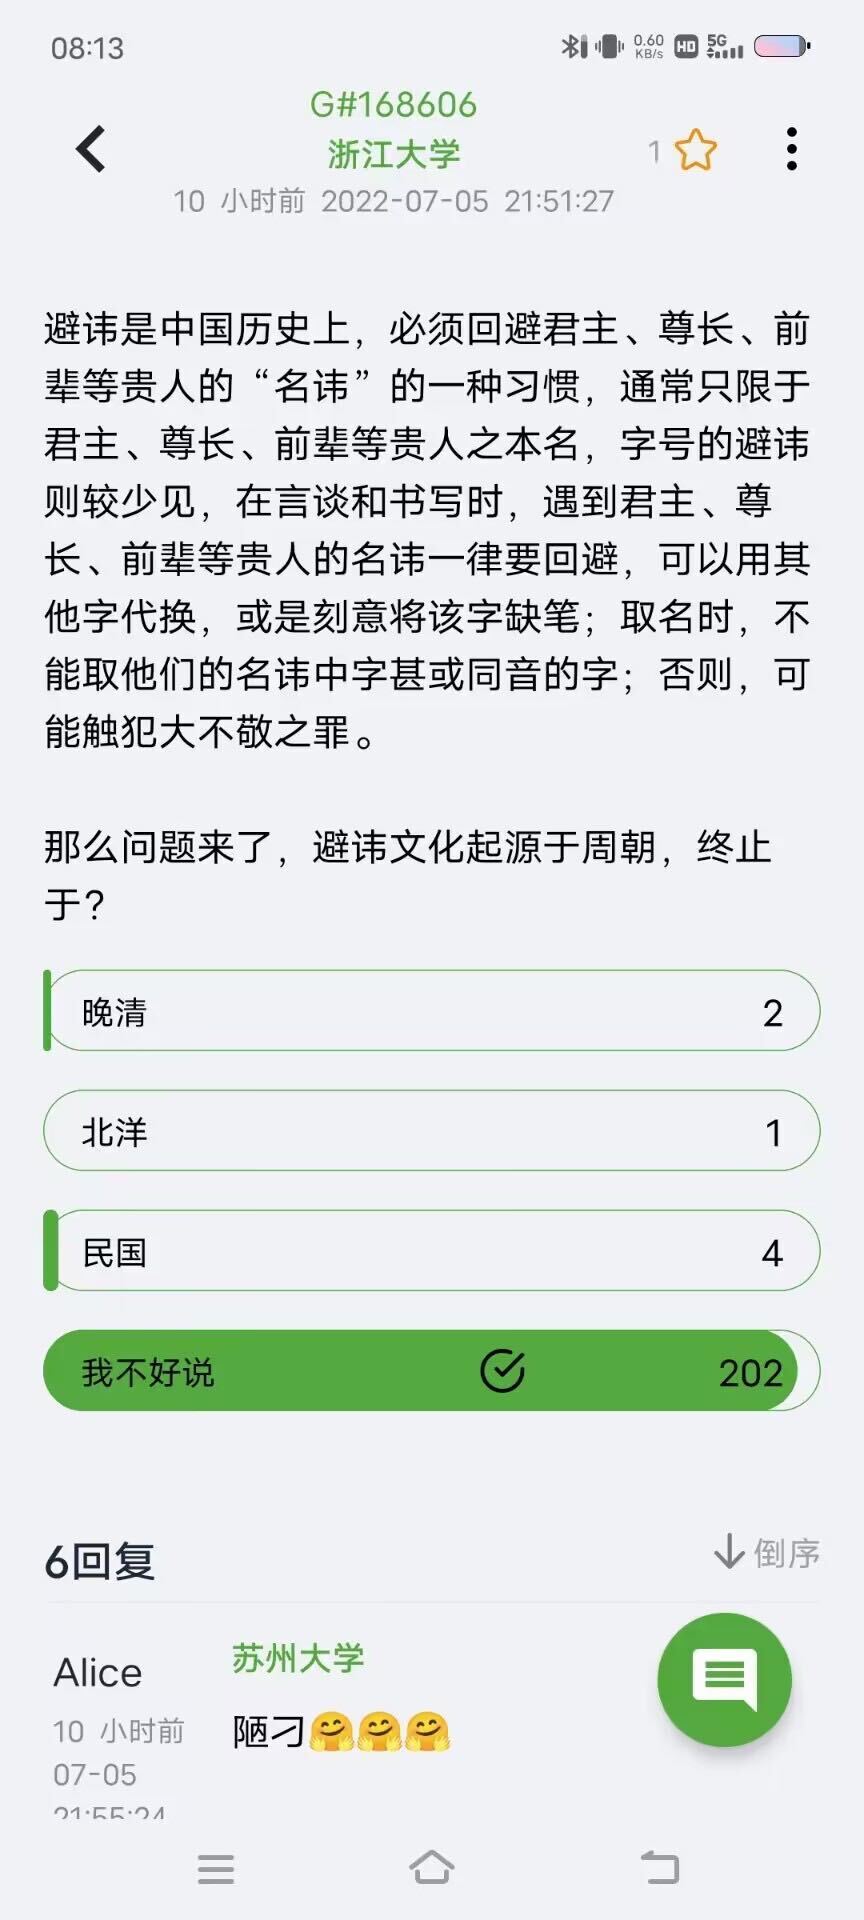 08:13
0.60 KB/s HD 5G
G#168606
浙江大学
1
10 小时前 2022-07-05 21:51:27
避讳是中国历史上，必须回避君主、尊长、前
辈等贵人的“名讳”的一种习惯，通常只限于
君主、尊长、前辈等贵人之本名，字号的避讳
则较少见，在言谈和书写时，遇到君主、尊
长、前辈等贵人的名讳一律要回避，可以用其
他字代换，或是刻意将该字缺笔；取名时，不
能取他们的名讳中字甚或同音的字；否则，可
能触犯大不敬之罪。
那么问题来了，避讳文化起源于周朝，终止
于？
晚清 2
北洋 1
民国 4
我不好说 202
6回复
倒序
Alice
苏州大学
10 小时前
陋习🤗🤗🤗
07-05
21:55:24